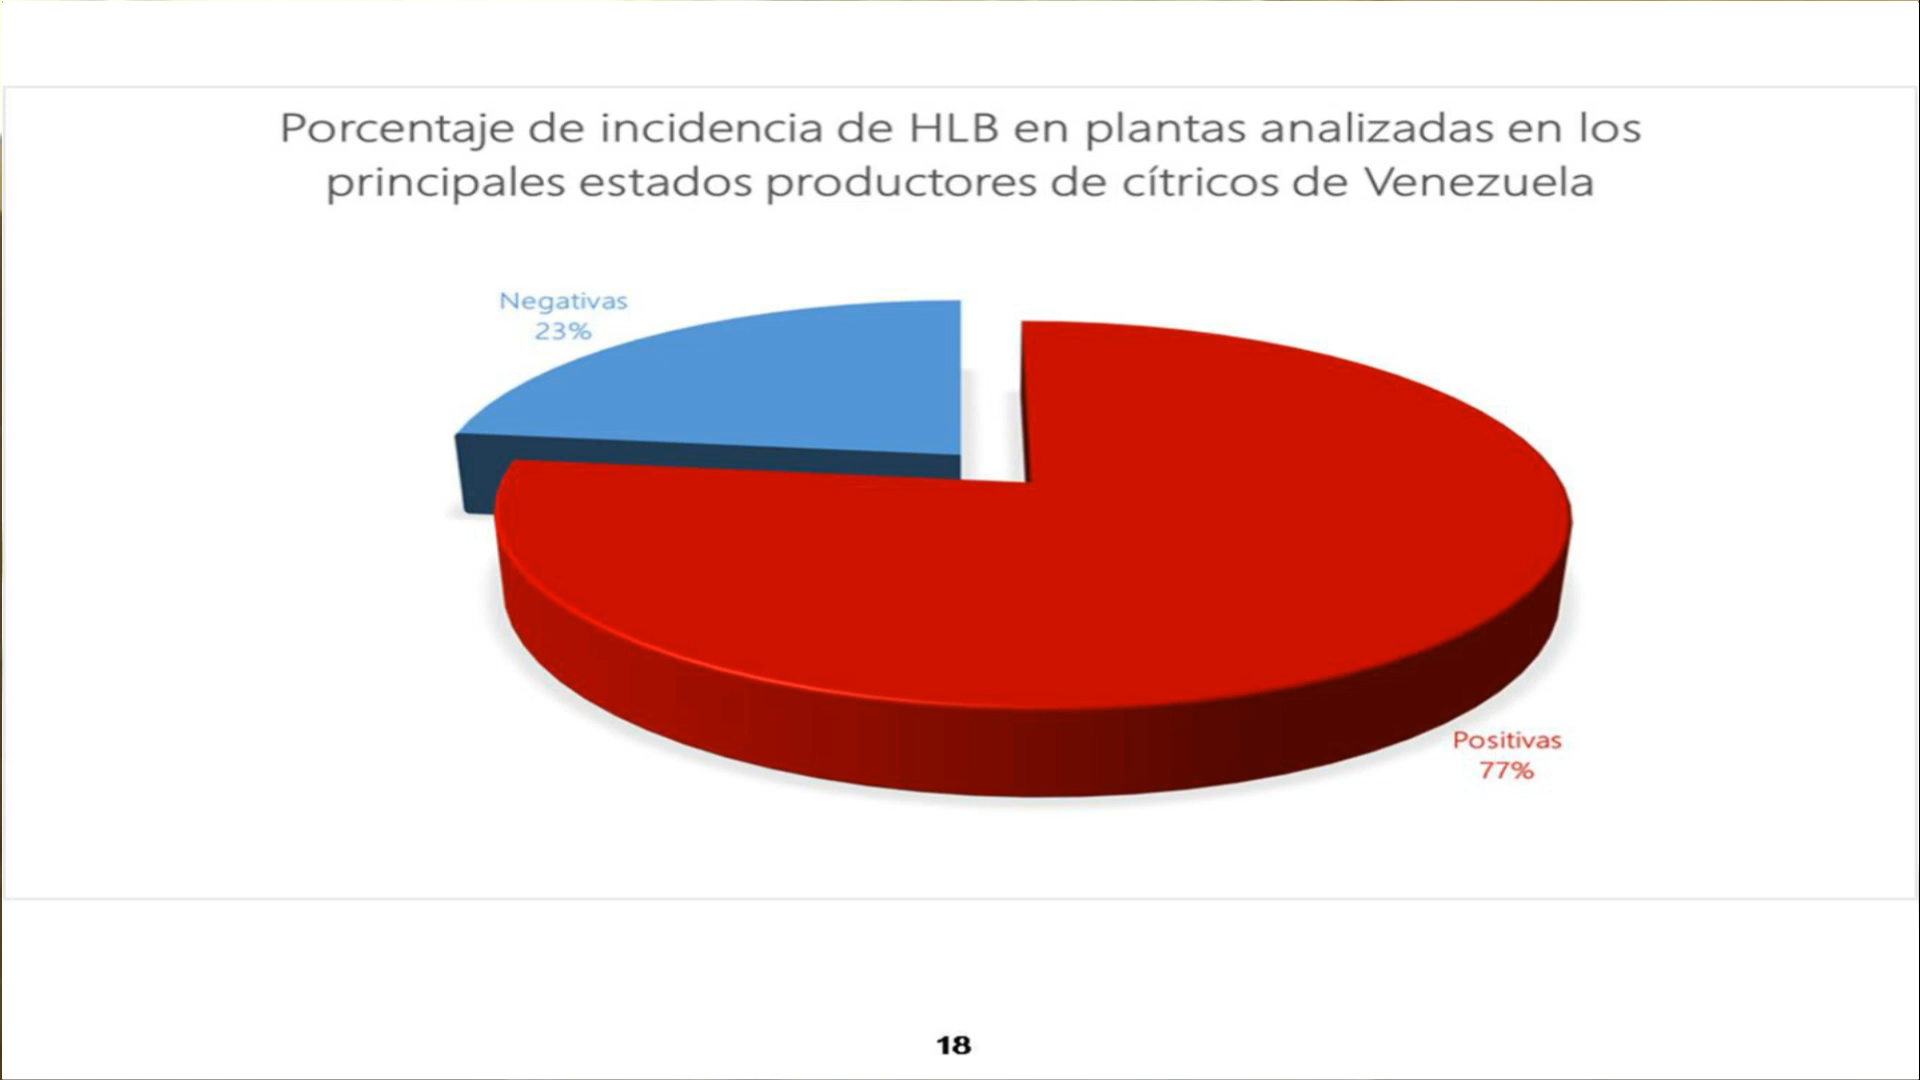 Porcentaje de incidencia de HLB en plantas analizadas en los
principales estados productores de cítricos de Venezuela
Negativas
23%
Positivas
77%
18